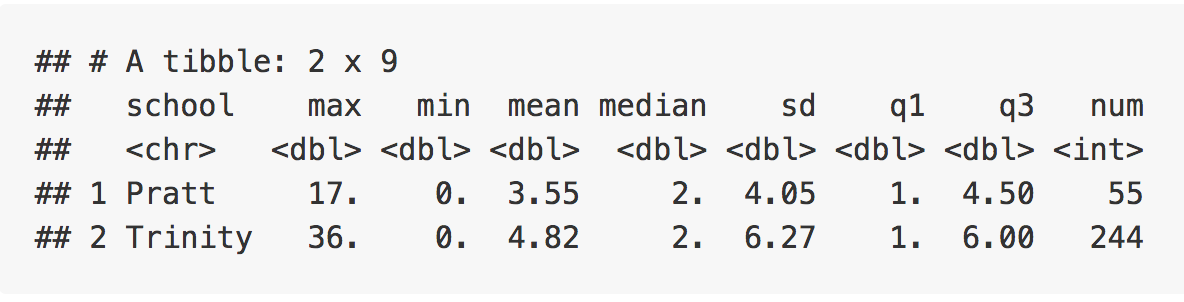 ## # A tibble: 2 x 9
##   school    max   min  mean median    sd    q1    q3   num
##   <chr>   <dbl> <dbl> <dbl>  <dbl> <dbl> <dbl> <dbl> <int>
## 1 Pratt     17.    0.  3.55     2.  4.05    1.  4.50    55
## 2 Trinity   36.    0.  4.82     2.  6.27    1.  6.00   244